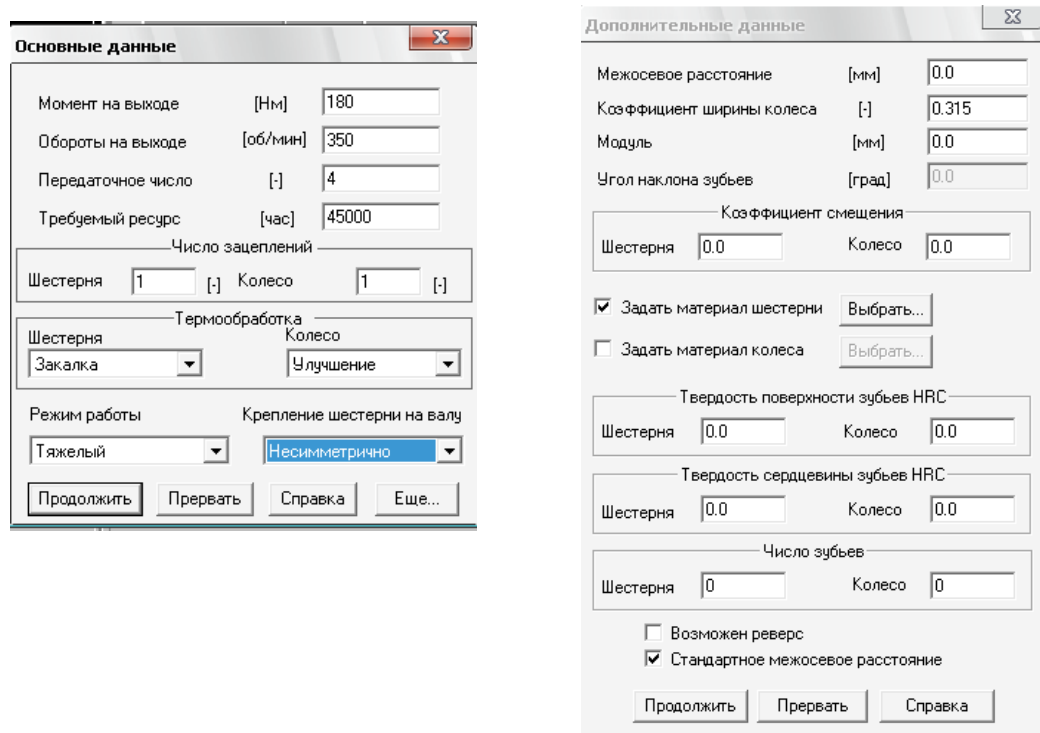 Основные данные
Момент на выходе [Нм] 180
Обороты на выходе [об/мин] 350
Передаточное число [-] 4
Требуемый ресурс [час] 45000
Число зацеплений
Шестерня 1 [-] Колесо 1 [-]
Термообработка
Шестерня Колесо
Закалка Улучшение
Режим работы Крепление шестерни на валу
Тяжелый Несимметрично
Продолжить Прервать Справка Еще...
Дополнительные данные
Межосевое расстояние [мм] 0.0
Коэффициент ширины колеса [-] 0.315
Модуль [мм] 0.0
Угол наклона зубьев [град] 0.0
Коэффициент смещения
Шестерня 0.0 Колесо 0.0
Задать материал шестерни Выбрать...
Задать материал колеса Выбрать...
Твердость поверхности зубьев HRC
Шестерня 0.0 Колесо 0.0
Твердость сердцевины зубьев HRC
Шестерня 0.0 Колесо 0.0
Число зубьев
Шестерня 0 Колесо 0
Возможен реверс
Стандартное межосевое расстояние
Продолжить Прервать Справка